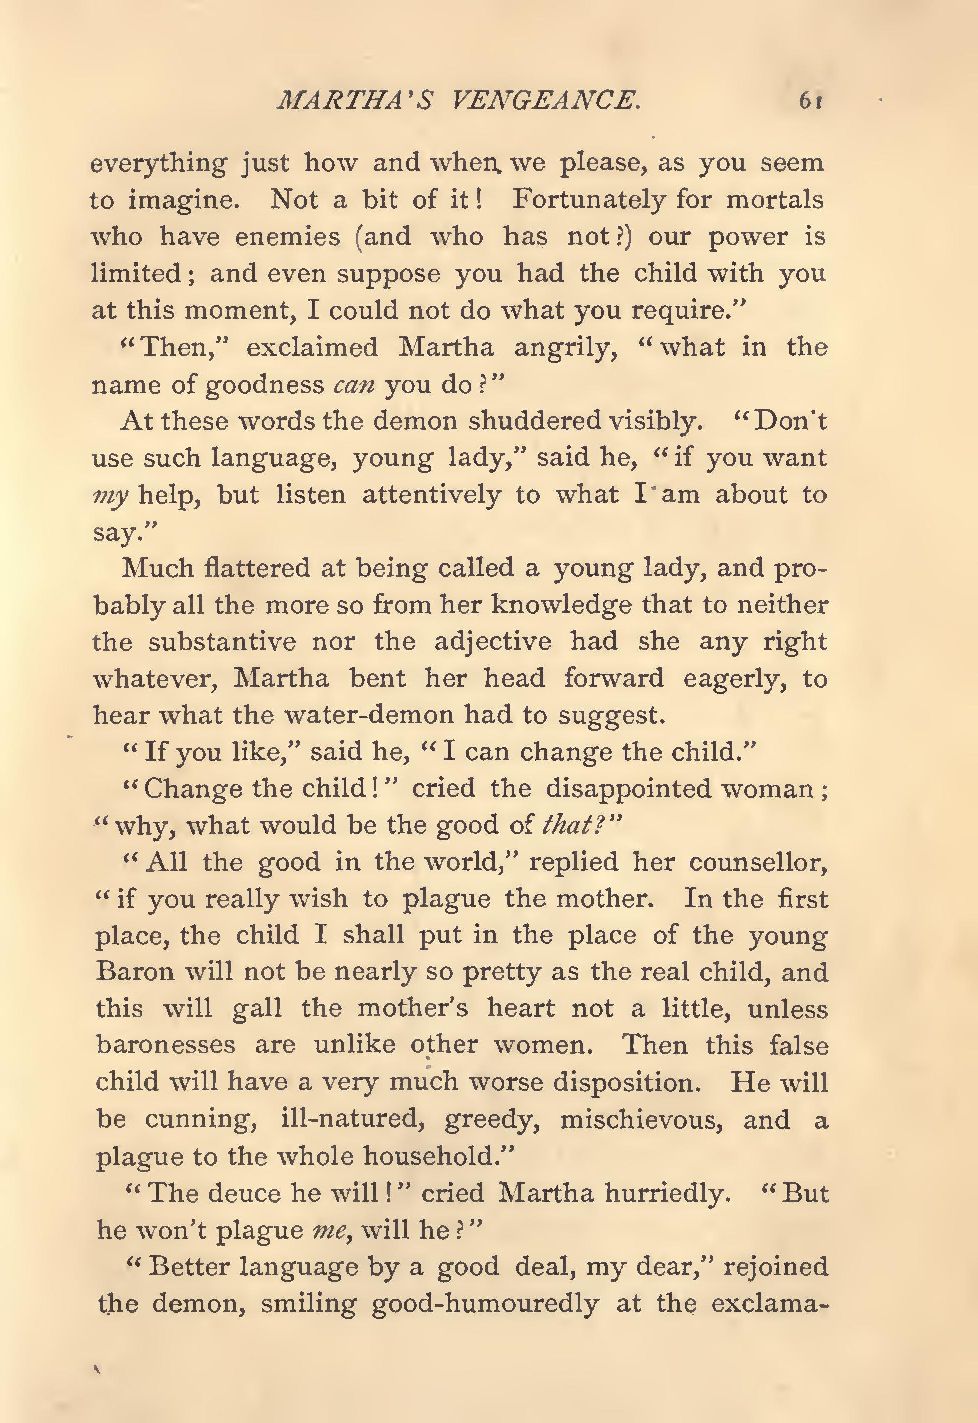 MARTHA'S VENGEANCE. 61
everything just how and when we please, as you seem
to imagine. Not a bit of it! Fortunately for mortals
who have enemies (and who has not?) our power is
limited; and even suppose you had the child with you
at this moment, I could not do what you require."
"Then," exclaimed Martha angrily, "what in the
name of goodness can you do?"
At these words the demon shuddered visibly. "Don't
use such language, young lady," said he, "if you want
my help, but listen attentively to what I am about to
say."
Much flattered at being called a young lady, and pro-
bably all the more so from her knowledge that to neither
the substantive nor the adjective had she any right
whatever, Martha bent her head forward eagerly, to
hear what the water-demon had to suggest.
"If you like," said he, "I can change the child."
"Change the child!" cried the disappointed woman;
"why, what would be the good of that?"
"All the good in the world," replied her counsellor,
"if you really wish to plague the mother. In the first
place, the child I shall put in the place of the young
Baron will not be nearly so pretty as the real child, and
this will gall the mother's heart not a little, unless
baronesses are unlike other women. Then this false
child will have a very much worse disposition. He will
be cunning, ill-natured, greedy, mischievous, and a
plague to the whole household."
"The deuce he will!" cried Martha hurriedly. "But
he won't plague me, will he?"
"Better language by a good deal, my dear," rejoined
the demon, smiling good-humouredly at the exclama-